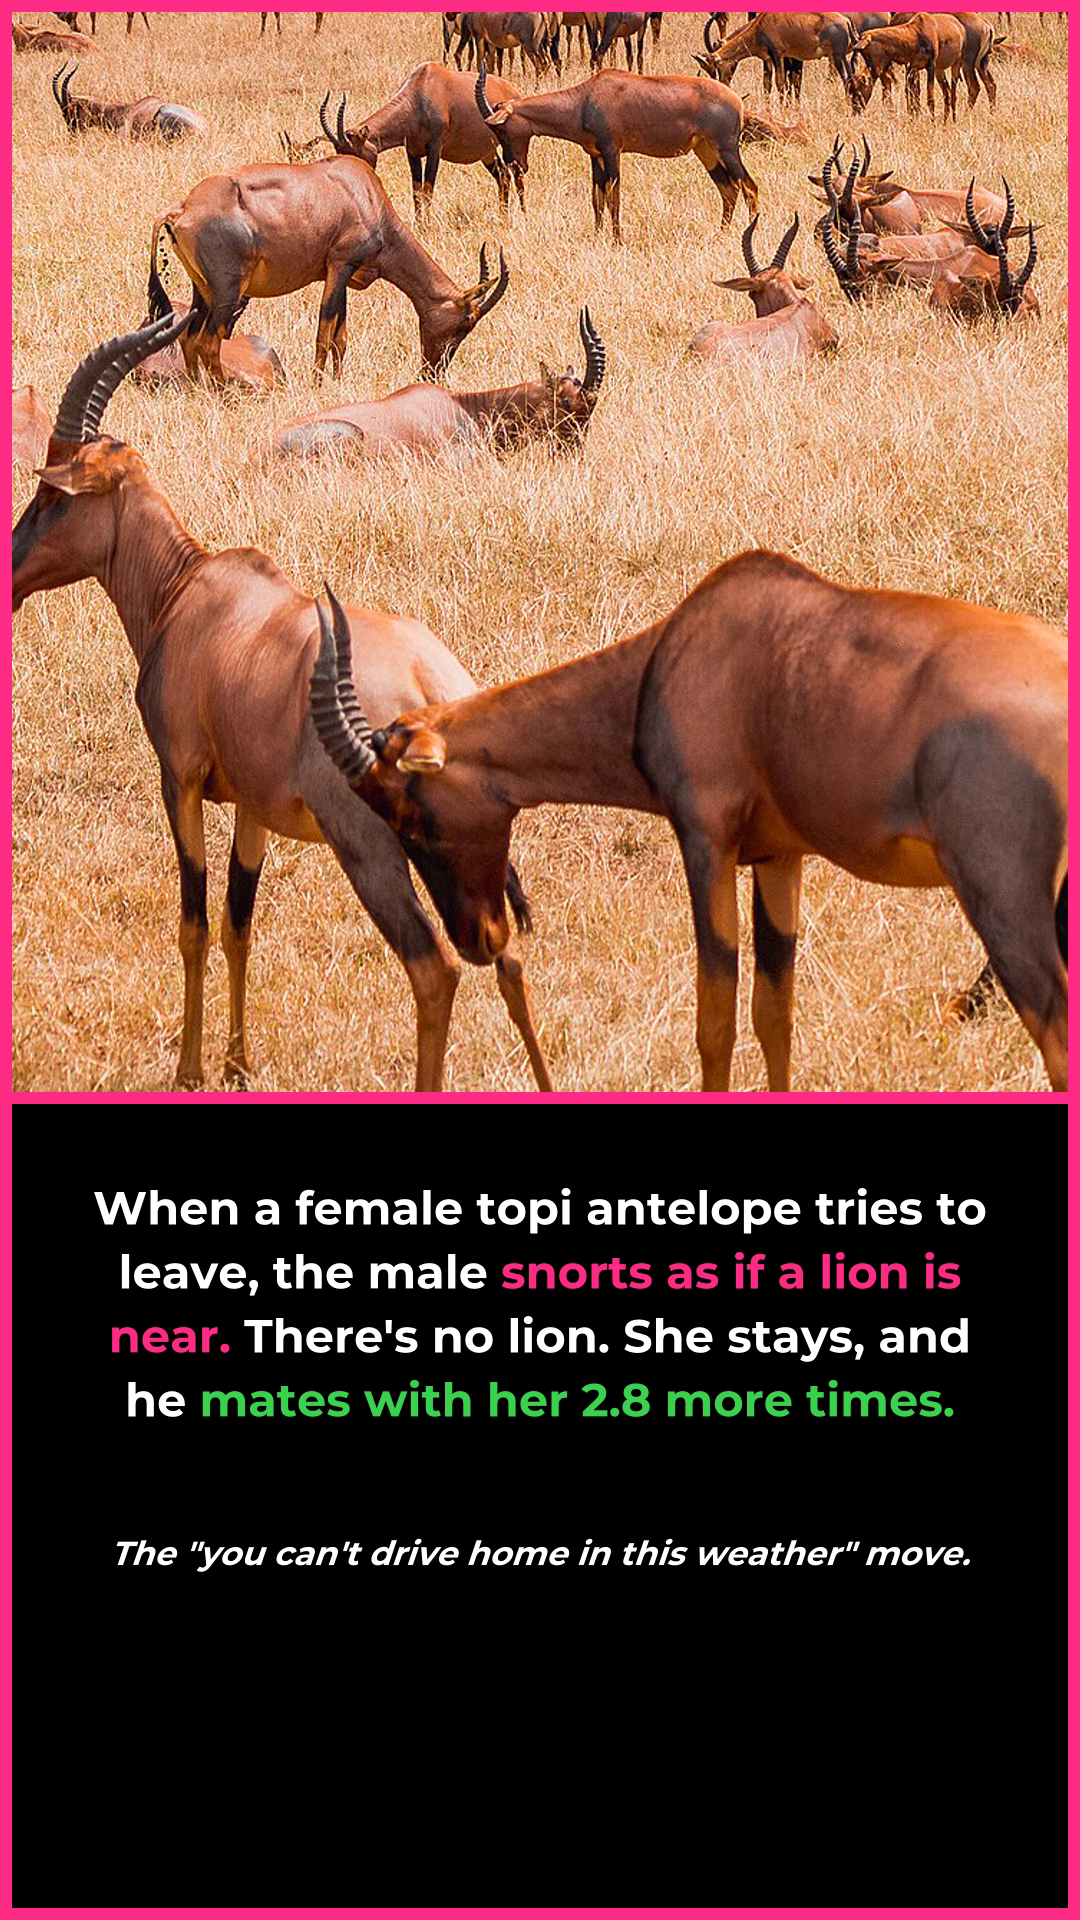 When a female topi antelope tries to
leave, the male snorts as if a lion is
near. There's no lion. She stays, and
he mates with her 2.8 more times.
The "you can't drive home in this weather" move.